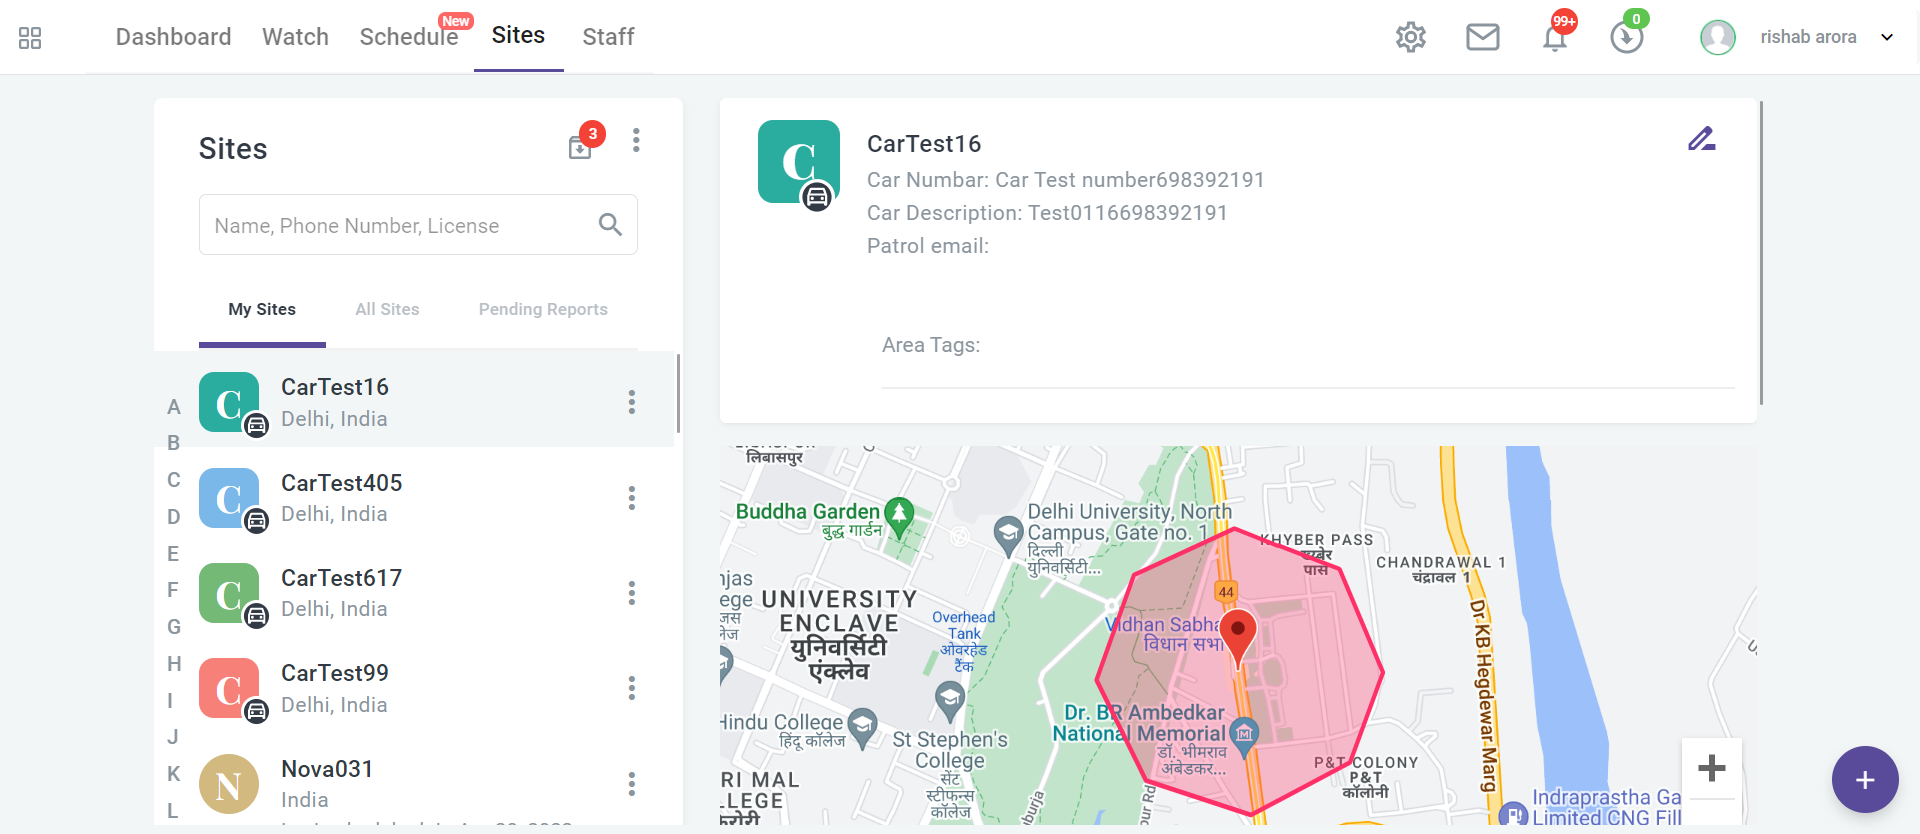 Dashboard
Watch
Schedule
New
Sites
Staff
99+
0
rishab arora
Sites
3
Name, Phone Number, License
My Sites
All Sites
Pending Reports
A
B
C
D
E
F
G
H
I
J
K
L
C
CarTest16
Delhi, India
C
CarTest405
Delhi, India
C
CarTest617
Delhi, India
C
CarTest99
Delhi, India
N
Nova031
India
C
CarTest16
Car Numbar: Car Test number698392191
Car Description: Test0116698392191
Patrol email:
Area Tags:
लिबासपुर
Buddha Garden
बुद्ध गार्डन
Delhi University, North
Campus, Gate no. 1
दिल्ली
युनिवर्सिटी...
KHYBER PASS
खैबर
पास
CHANDRAWAL 1
चंद्रावल 1
njas
ege
UNIVERSITY
ENCLAVE
युनिवर्सिटी
एंक्लेव
Overhead
Tank
ओवरहेड
टैंक
44
Vidhan Sabha
विधान सभा
Dr KB Hegdewar Marg
Hindu College
हिंदू कॉलेज
St Stephen's
College
सेंट
स्टीफन्स
कॉलेज
Dr. BR Ambedkar
National Memorial
डॉ. भीमराव
अंबेडकर...
P&T COLONY
P&T
कॉलोनी
RI MAL
LLEGE
Indraprastha Ga
Limited CNG Fill